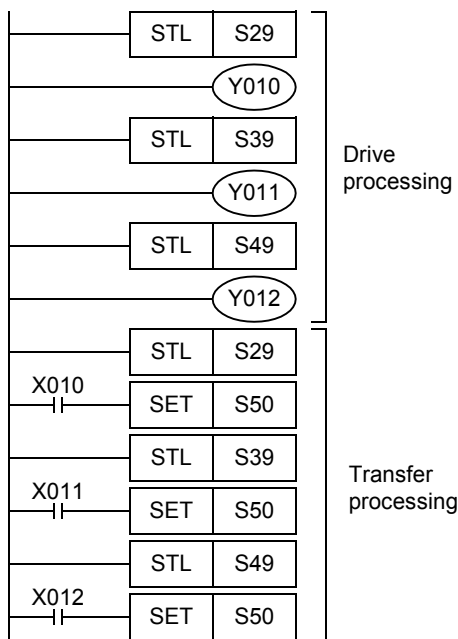 STL S29
Y010
STL S39
Y011
Drive
processing
STL S49
Y012
STL S29
X010
SET S50
STL S39
X011
SET S50
Transfer
processing
STL S49
X012
SET S50